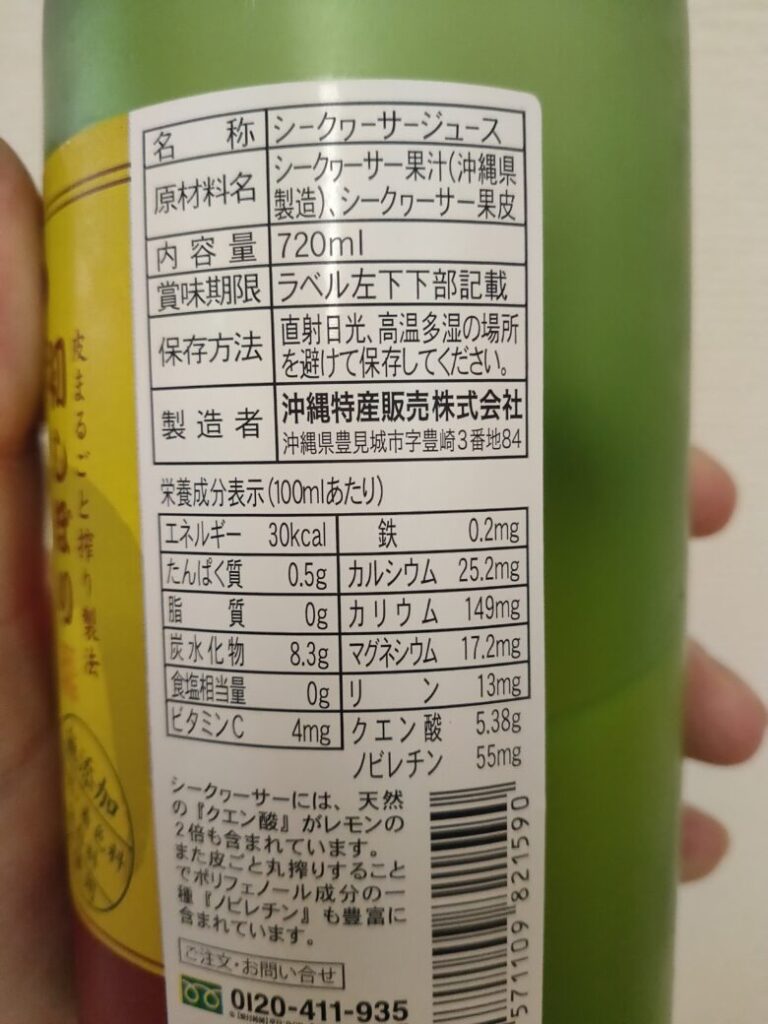 名称 シークヮーサージュース
原材料名 シークヮーサー果汁(沖縄県
製造)、シークヮーサー果皮
内容量 720ml
賞味期限 ラベル左下下部記載
保存方法 直射日光、高温多湿の場所
を避けて保存してください。
製造者 沖縄特産販売株式会社
沖縄県豊見城市字豊崎3番地84
栄養成分表示(100mlあたり)
エネルギー 30kcal 鉄 0.2mg
たんぱく質 0.5g カルシウム 25.2mg
脂質 0g カリウム 149mg
炭水化物 8.3g マグネシウム 17.2mg
食塩相当量 0g リン 13mg
ビタミンC 4mg クエン酸 5.38g
ノビレチン 55mg
シークヮーサーには、天然
の『クエン酸』がレモンの
2倍も含まれています。
また皮ごと丸搾りすること
でポリフェノール成分の一
種『ノビレチン』も豊富に
含まれています。
ご注文・お問い合せ
0120-411-935
571109 821590
皮まるごと搾り製法